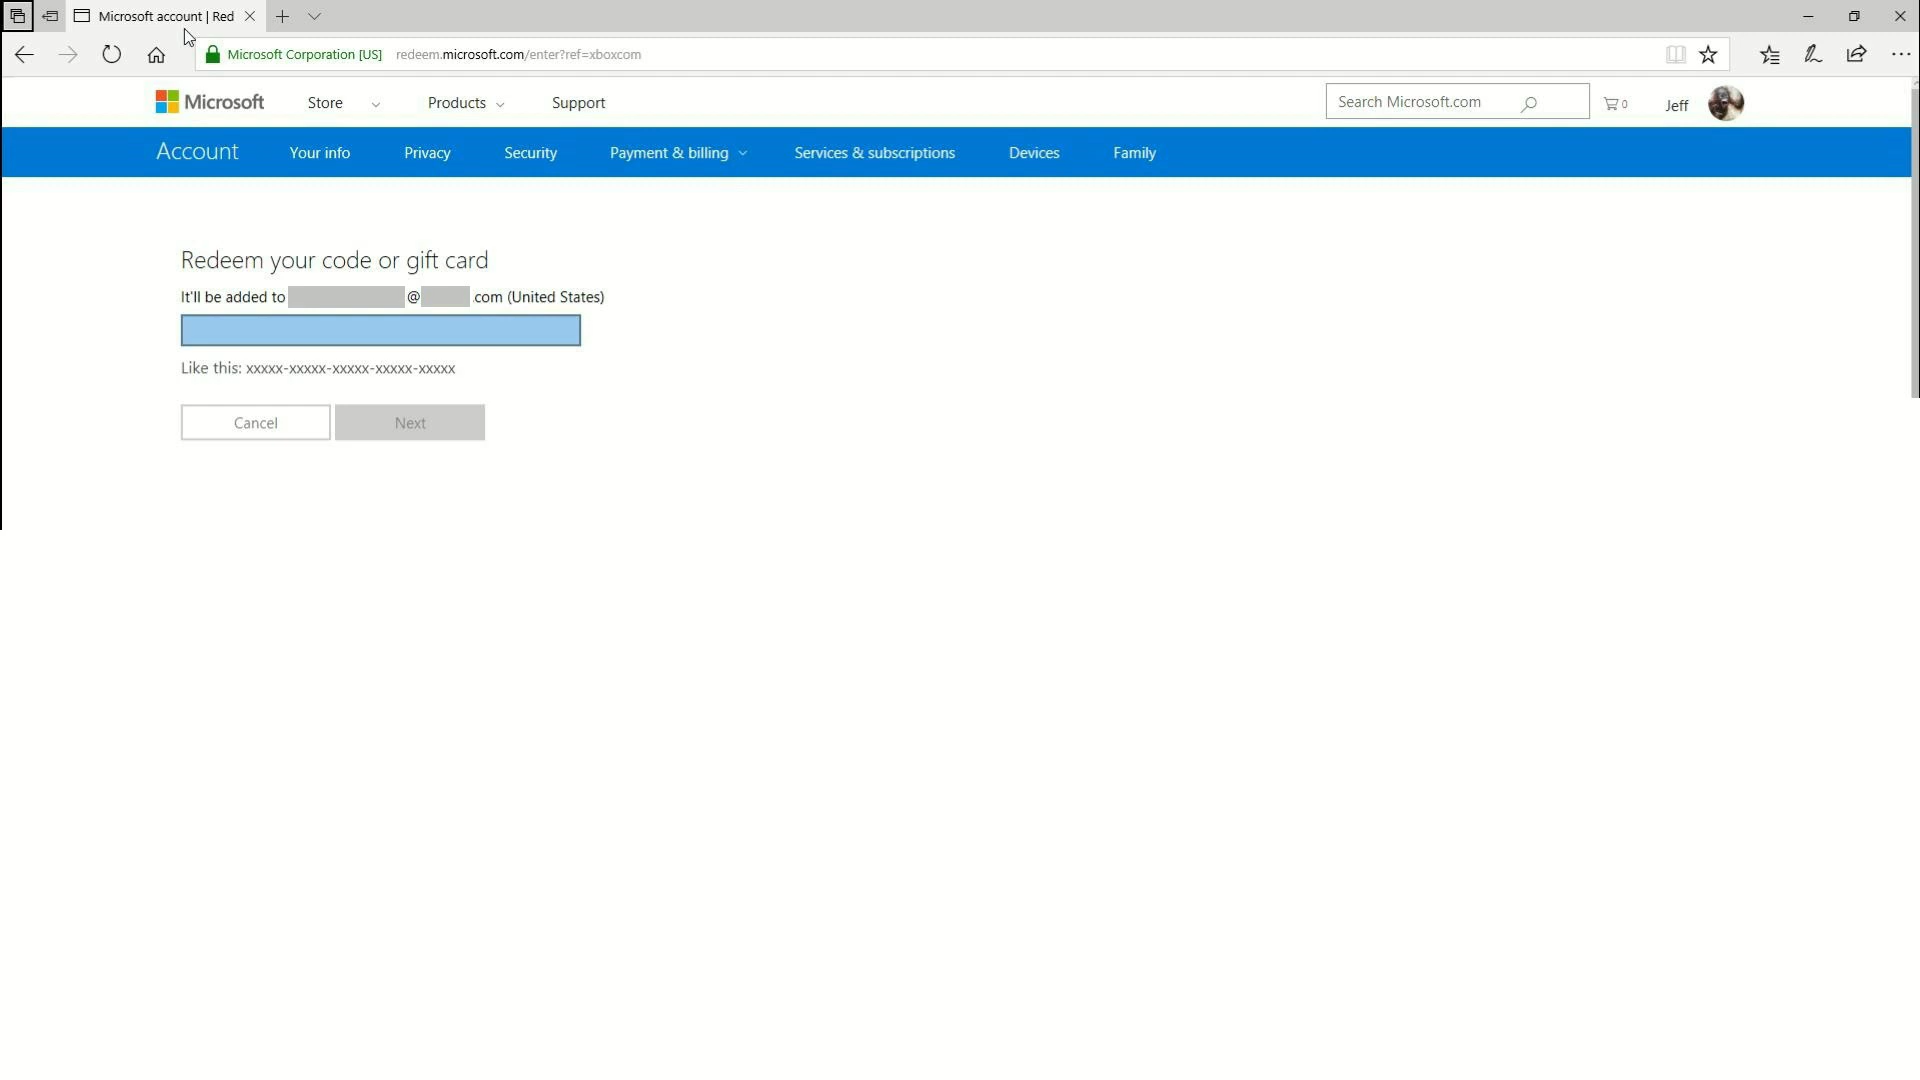 Microsoft account | Red
Microsoft Corporation [US] redeem.microsoft.com/enter?ref=xboxcom
Microsoft Store Products Support Search Microsoft.com 0 Jeff
Account Your info Privacy Security Payment & billing Services & subscriptions Devices Family
Redeem your code or gift card
It'll be added to @ .com (United States)
Like this: xxxxx-xxxxx-xxxxx-xxxxx-xxxxx
Cancel Next